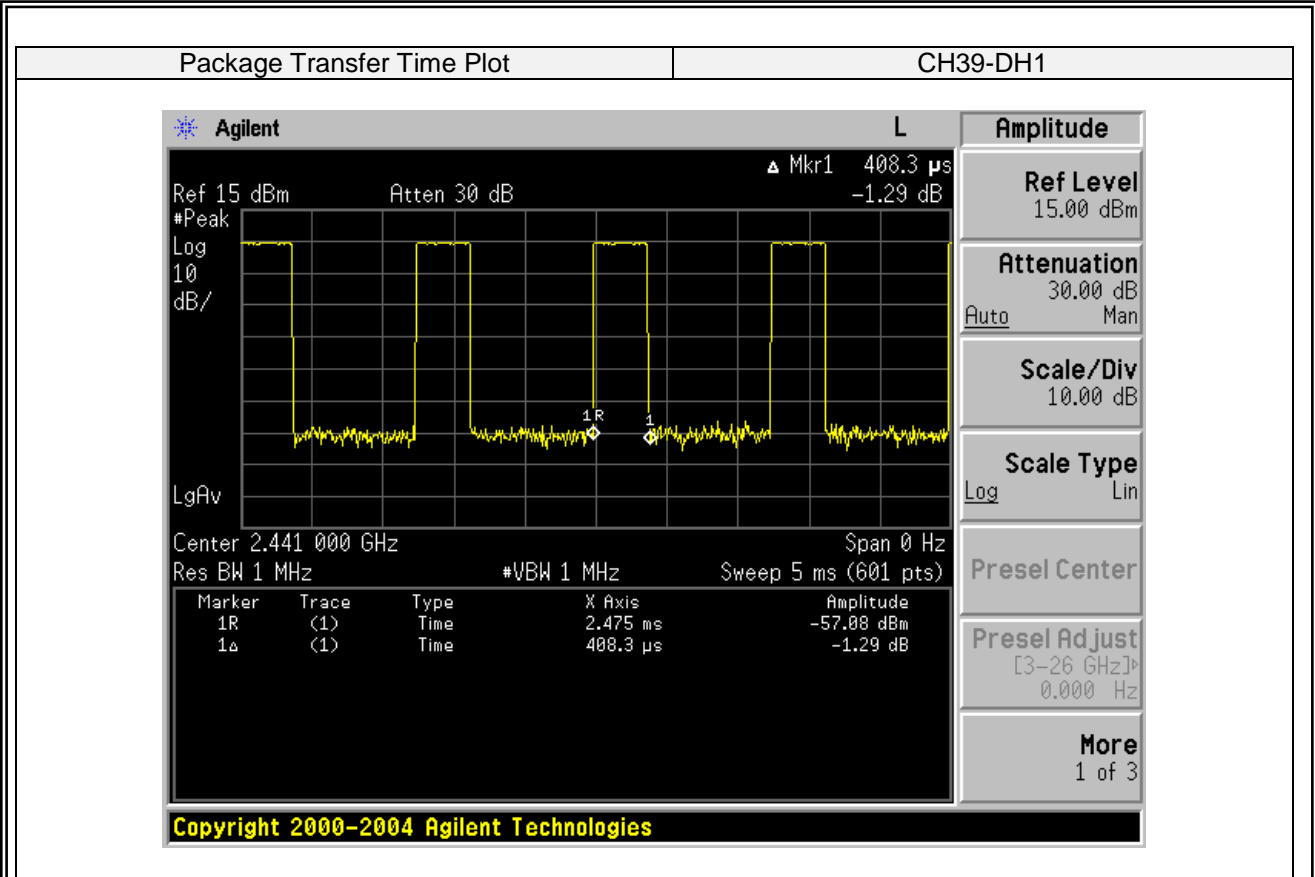 Package Transfer Time Plot CH39-DH1
Agilent L Amplitude
Δ Mkr1 408.3 µs
Ref 15 dBm Atten 30 dB -1.29 dB
#Peak
Log
10
dB/
1R
1
LgAv
Center 2.441 000 GHz Span 0 Hz
Res BW 1 MHz #VBW 1 MHz Sweep 5 ms (601 pts)
Marker Trace Type X Axis Amplitude
1R (1) Time 2.475 ms -57.08 dBm
1Δ (1) Time 408.3 µs -1.29 dB
Ref Level
15.00 dBm
Attenuation
30.00 dB
Auto Man
Scale/Div
10.00 dB
Scale Type
Log Lin
Presel Center
Presel Adjust
[3-26 GHz]▹
0.000 Hz
More
1 of 3
Copyright 2000-2004 Agilent Technologies